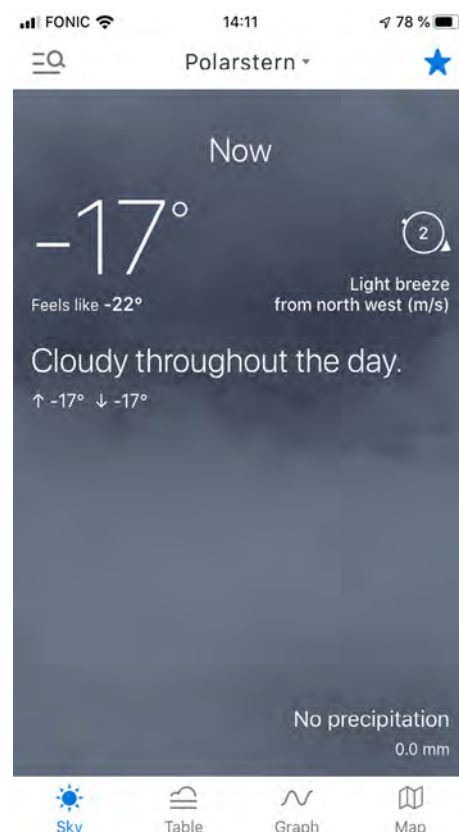 FONIC 14:11 78 %
Polarstern
Now
-17°
2
Feels like -22°
Light breeze
from north west (m/s)
Cloudy throughout the day.
↑ -17° ↓ -17°
No precipitation
0.0 mm
Sky Table Graph Map